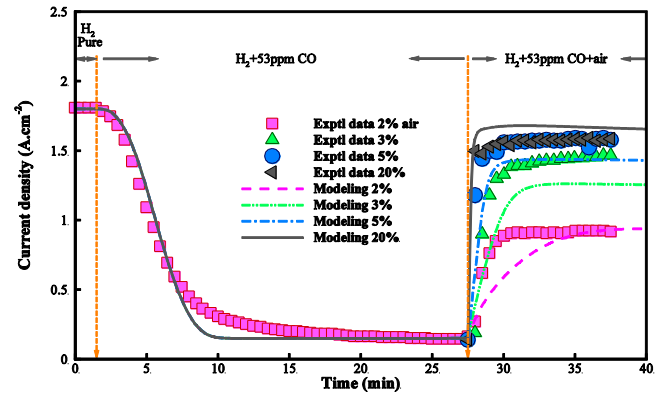 2.5
2
1.5
1
0.5
0
Current density (A.cm⁻²)
H₂
Pure
H₂+53ppm CO
H₂+53ppm CO+air
Exptl data 2% air
Exptl data 3%
Exptl data 5%
Exptl data 20%
Modeling 2%
Modeling 3%
Modeling 5%
Modeling 20%.
0. 5. 10. 15. 20. 25. 30. 35. 40.
Time (min).